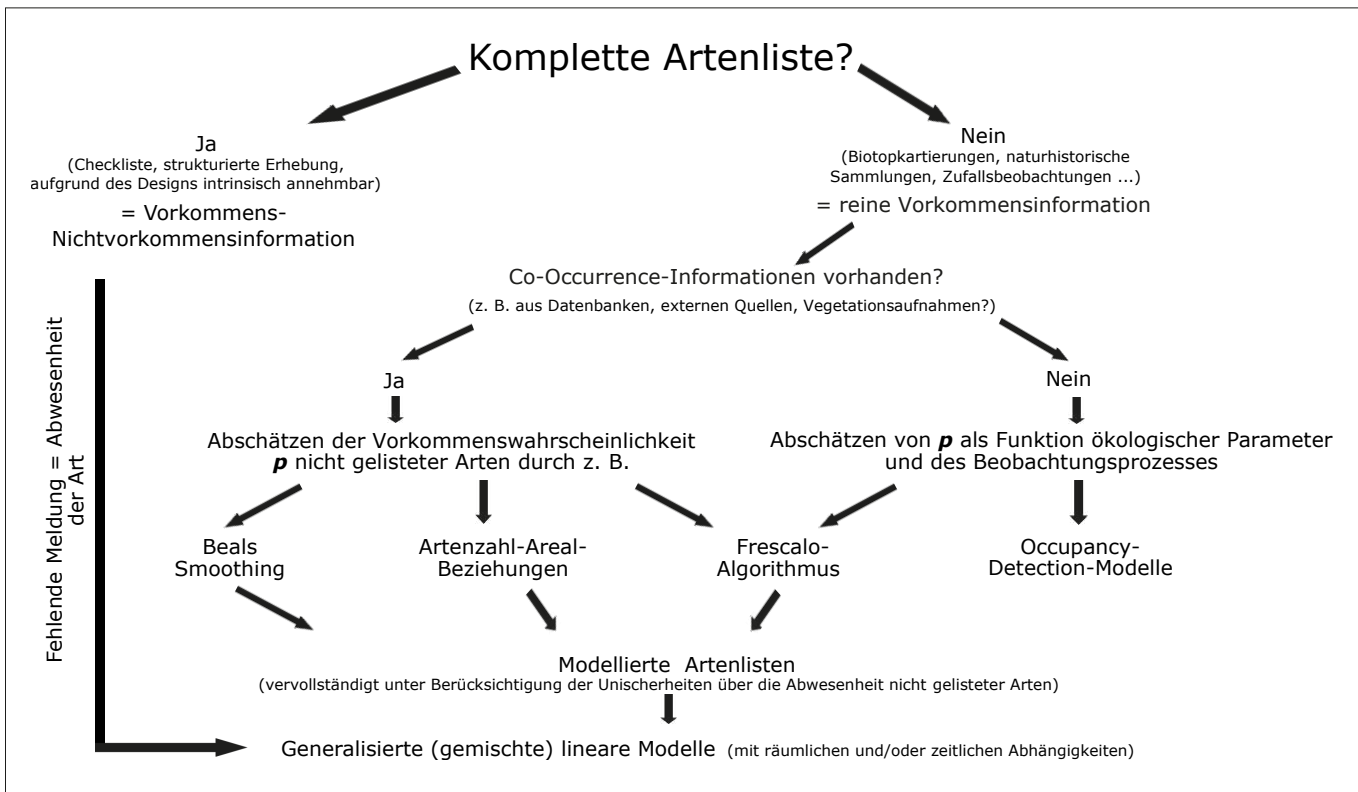 Komplette Artenliste?
Ja
(Checkliste, strukturierte Erhebung,
aufgrund des Designs intrinsisch annehmbar)
= Vorkommens-
Nichtvorkommensinformation
Nein
(Biotopkartierungen, naturhistorische
Sammlungen, Zufallsbeobachtungen ...)
= reine Vorkommensinformation
Co-Occurrence-Informationen vorhanden?
(z. B. aus Datenbanken, externen Quellen, Vegetationsaufnahmen?)
Fehlende Meldung = Abwesenheit
der Art
Ja
Abschätzen der Vorkommenswahrscheinlichkeit
p nicht gelisteter Arten durch z. B.
Nein
Abschätzen von p als Funktion ökologischer Parameter
und des Beobachtungsprozesses
Beals
Smoothing
Artenzahl-Areal-
Beziehungen
Frescalo-
Algorithmus
Occupancy-
Detection-Modelle
Modellierte Artenlisten
(vervollständigt unter Berücksichtigung der Unischerheiten über die Abwesenheit nicht gelisteter Arten)
Generalisierte (gemischte) lineare Modelle (mit räumlichen und/oder zeitlichen Abhängigkeiten)